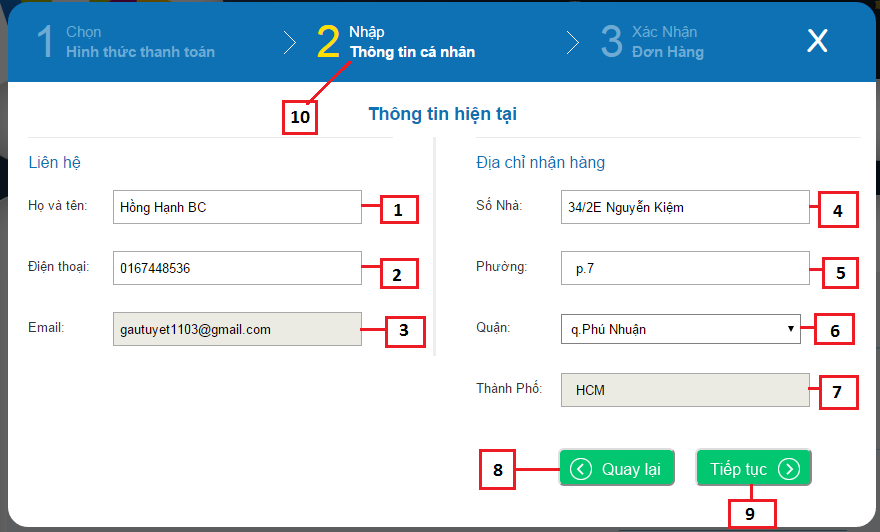 1 Chọn
Hình thức thanh toán
2 Nhập
Thông tin cá nhân
3 Xác Nhận
Đơn Hàng
X
10
Thông tin hiện tại
Liên hệ
Họ và tên: Hồng Hạnh BC 1
Điện thoại: 0167448536 2
Email: gautuyet1103@gmail.com 3
Địa chỉ nhận hàng
Số Nhà: 34/2E Nguyễn Kiệm 4
Phường: p.7 5
Quận: q.Phú Nhuận 6
Thành Phố: HCM 7
8 Quay lại Tiếp tục
9